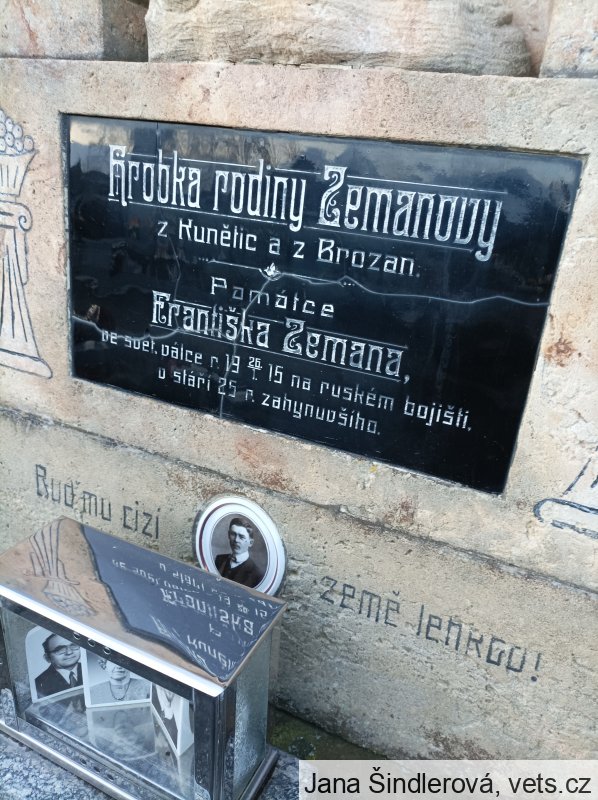 Hrobka rodiny Zemanovy
z Kunětic a z Brozan.
Památce
Františka Zemana,
ve svět. válce r. 19 26/1. 15 na ruském bojišti,
v stáří 25 r. zahynuvšího.
Buď mu cizí
země lehkou!
Jana Šindlerová, vets.cz